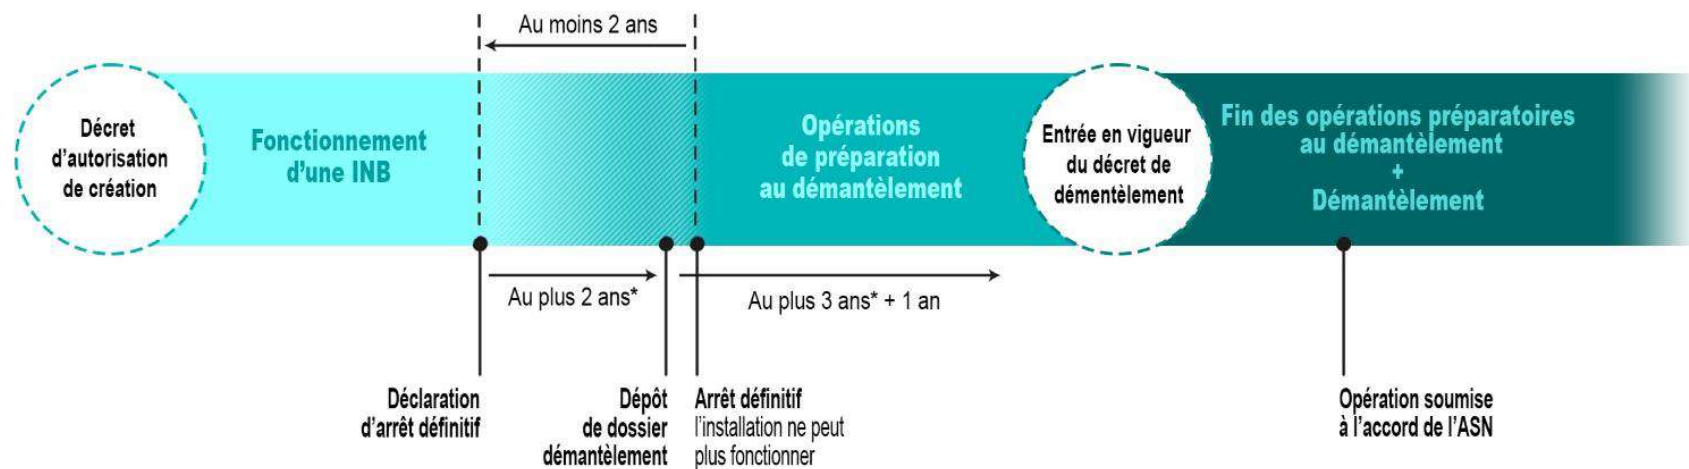 Au moins 2 ans
Décret
d'autorisation
de création
Fonctionnement
d'une INB
Opérations
de préparation
au démantèlement
Entrée en vigueur
du décret de
démentèlement
Fin des opérations préparatoires
au démantèlement
+
Démantèlement
Au plus 2 ans*
Au plus 3 ans* + 1 an
Déclaration
d'arrêt définitif
Dépôt
de dossier
démantèlement
Arrêt définitif
l'installation ne peut
plus fonctionner
Opération soumise
à l'accord de l'ASN